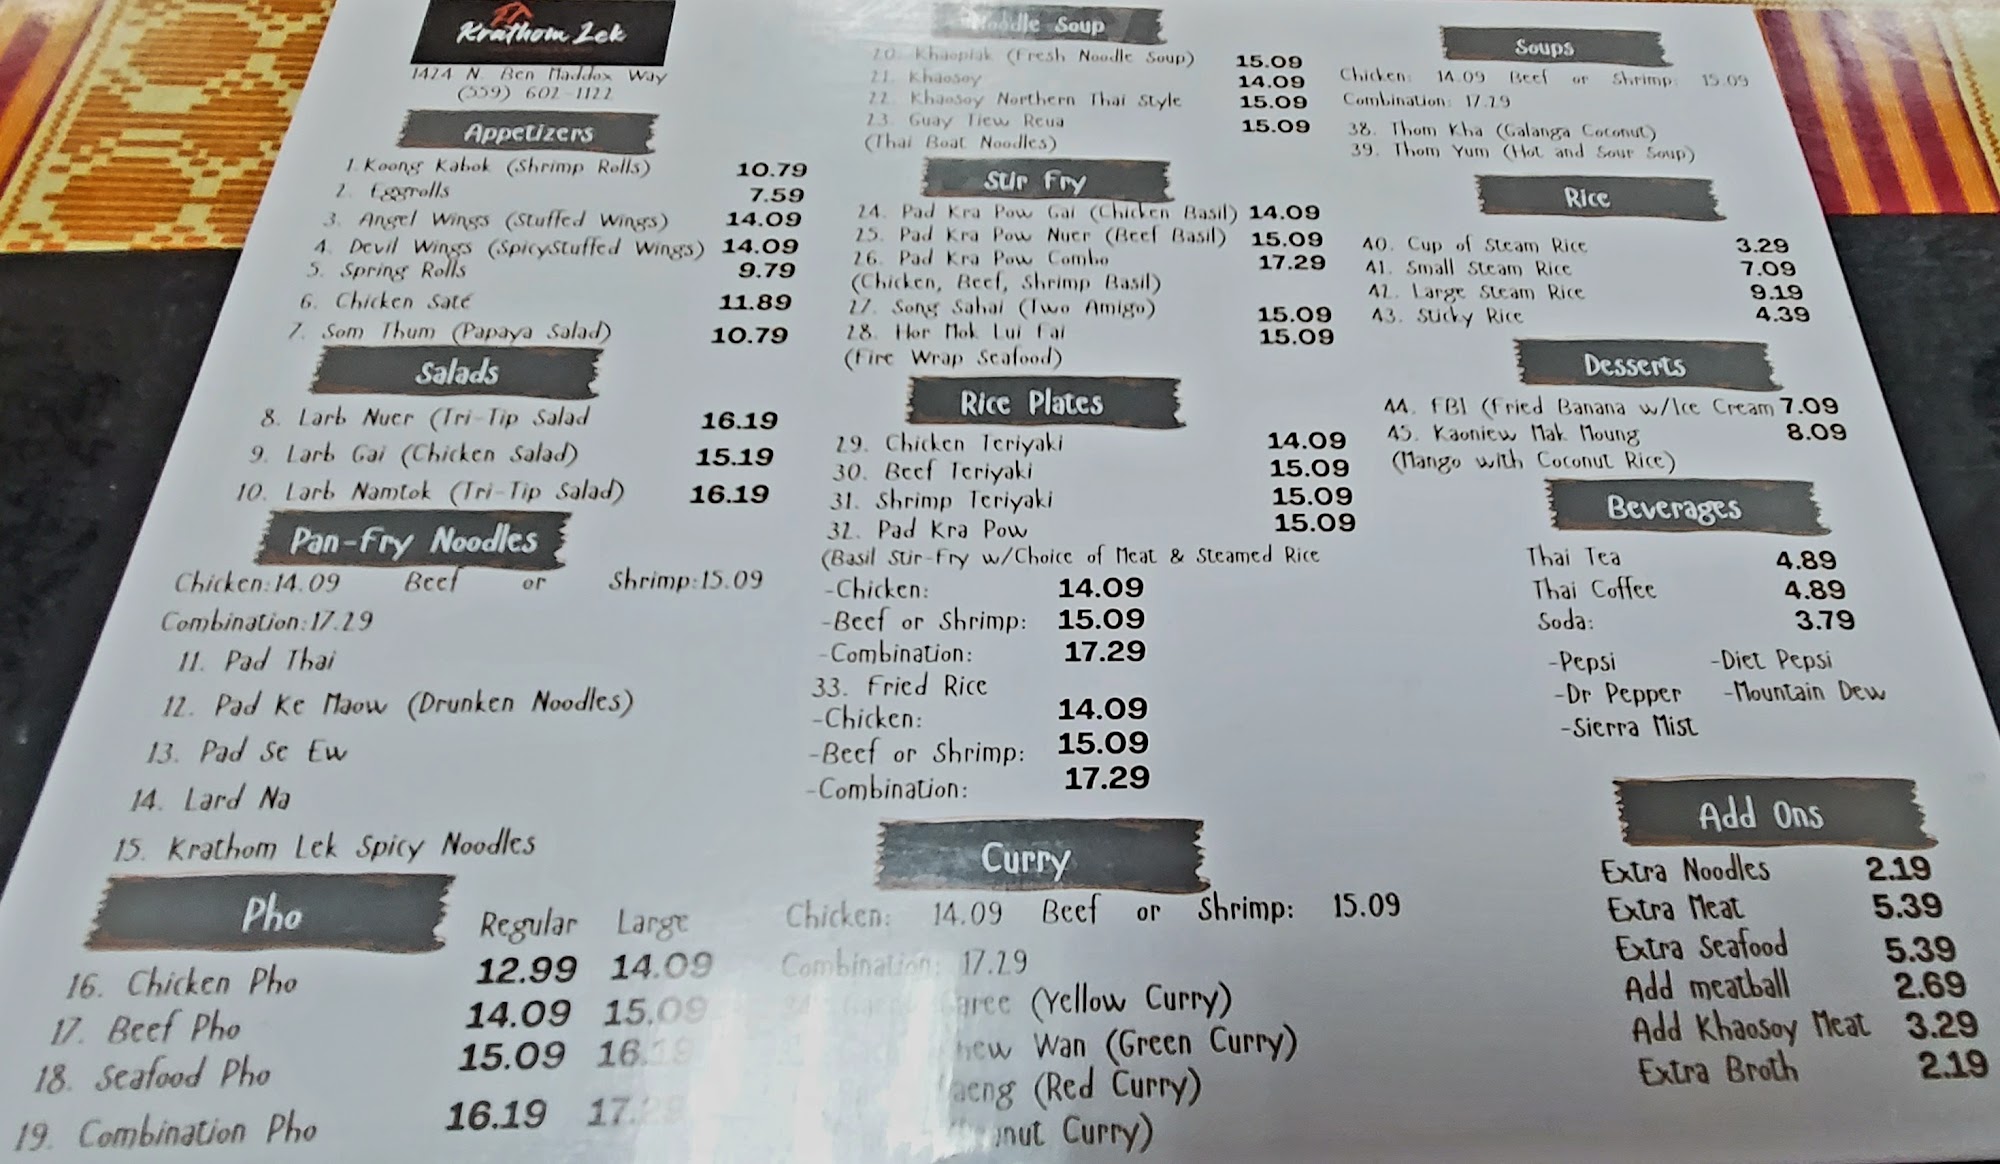 Krathom Lek
1424 N. Ben Maddox Way
(559) 602-1122
Appetizers
1. Koong Kabok (Shrimp Rolls) 10.79
2. Eggrolls 7.59
3. Angel Wings (Stuffed Wings) 14.09
4. Devil Wings (SpicyStuffed Wings) 14.09
5. Spring Rolls 9.79
6. Chicken Saté 11.89
7. Som Thum (Papaya Salad) 10.79
Salads
8. Larb Nuer (Tri-Tip Salad 16.19
9. Larb Gai (Chicken Salad) 15.19
10. Larb Namtok (Tri-Tip Salad) 16.19
Pan-Fry Noodles
Chicken:14.09 Beef or Shrimp:15.09
Combination:17.29
11. Pad Thai
12. Pad Ke Maow (Drunken Noodles)
13. Pad Se Ew
14. Lard Na
15. Krathom Lek Spicy Noodles
Pho Regular Large
16. Chicken Pho 12.99 14.09
17. Beef Pho 14.09 15.09
18. Seafood Pho 15.09 16.19
19. Combination Pho 16.19 17.29
Noodle Soup
20. Khaopiak (Fresh Noodle Soup) 15.09
21. Khaosoy 14.09
22. Khaosoy Northern Thai Style 15.09
23. Guay Tiew Reua 15.09
(Thai Boat Noodles)
Stir Fry
24. Pad Kra Pow Gai (Chicken Basil) 14.09
25. Pad Kra Pow Nuer (Beef Basil) 15.09
26. Pad Kra Pow Combo 17.29
(Chicken, Beef, Shrimp Basil)
27. Song Sahai (Two Amigo) 15.09
28. Hor Mok Lui Fai 15.09
(Fire Wrap Seafood)
Rice Plates
29. Chicken Teriyaki 14.09
30. Beef Teriyaki 15.09
31. Shrimp Teriyaki 15.09
32. Pad Kra Pow 15.09
(Basil Stir-Fry w/Choice of Meat & Steamed Rice
-Chicken: 14.09
-Beef or Shrimp: 15.09
-Combination: 17.29
33. Fried Rice
-Chicken: 14.09
-Beef or Shrimp: 15.09
-Combination: 17.29
Curry
Chicken: 14.09 Beef or Shrimp: 15.09
Combination: 17.29
(Yellow Curry)
Wan (Green Curry)
(Red Curry)
Curry)
Soups
Chicken: 14.09 Beef or Shrimp: 15.09
Combination: 17.29
38. Thom Kha (Galanga Coconut)
39. Thom Yum (Hot and Sour Soup)
Rice
40. Cup of Steam Rice 3.29
41. Small Steam Rice 7.09
42. Large Steam Rice 9.19
43. Sticky Rice 4.39
Desserts
44. FBI (Fried Banana w/Ice Cream 7.09
45. Kaoniew Mak Moung 8.09
(Mango with Coconut Rice)
Beverages
Thai Tea 4.89
Thai Coffee 4.89
Soda: 3.79
-Pepsi -Diet Pepsi
-Dr Pepper -Mountain Dew
-Sierra Mist
Add Ons
Extra Noodles 2.19
Extra Meat 5.39
Extra Seafood 5.39
Add meatball 2.69
Add Khaosoy Meat 3.29
Extra Broth 2.19